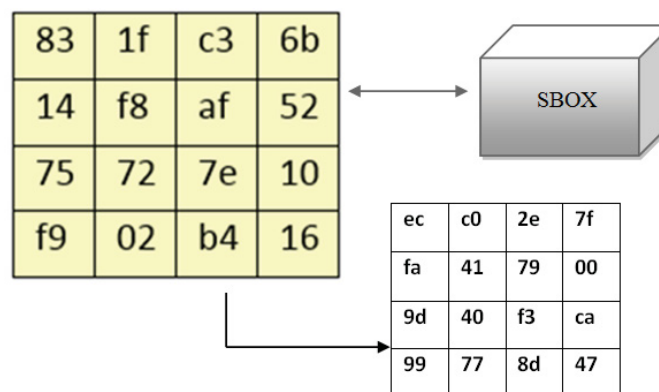 83 1f c3 6b
14 f8 af 52
75 72 7e 10
f9 02 b4 16
SBOX
ec c0 2e 7f
fa 41 79 00
9d 40 f3 ca
99 77 8d 47